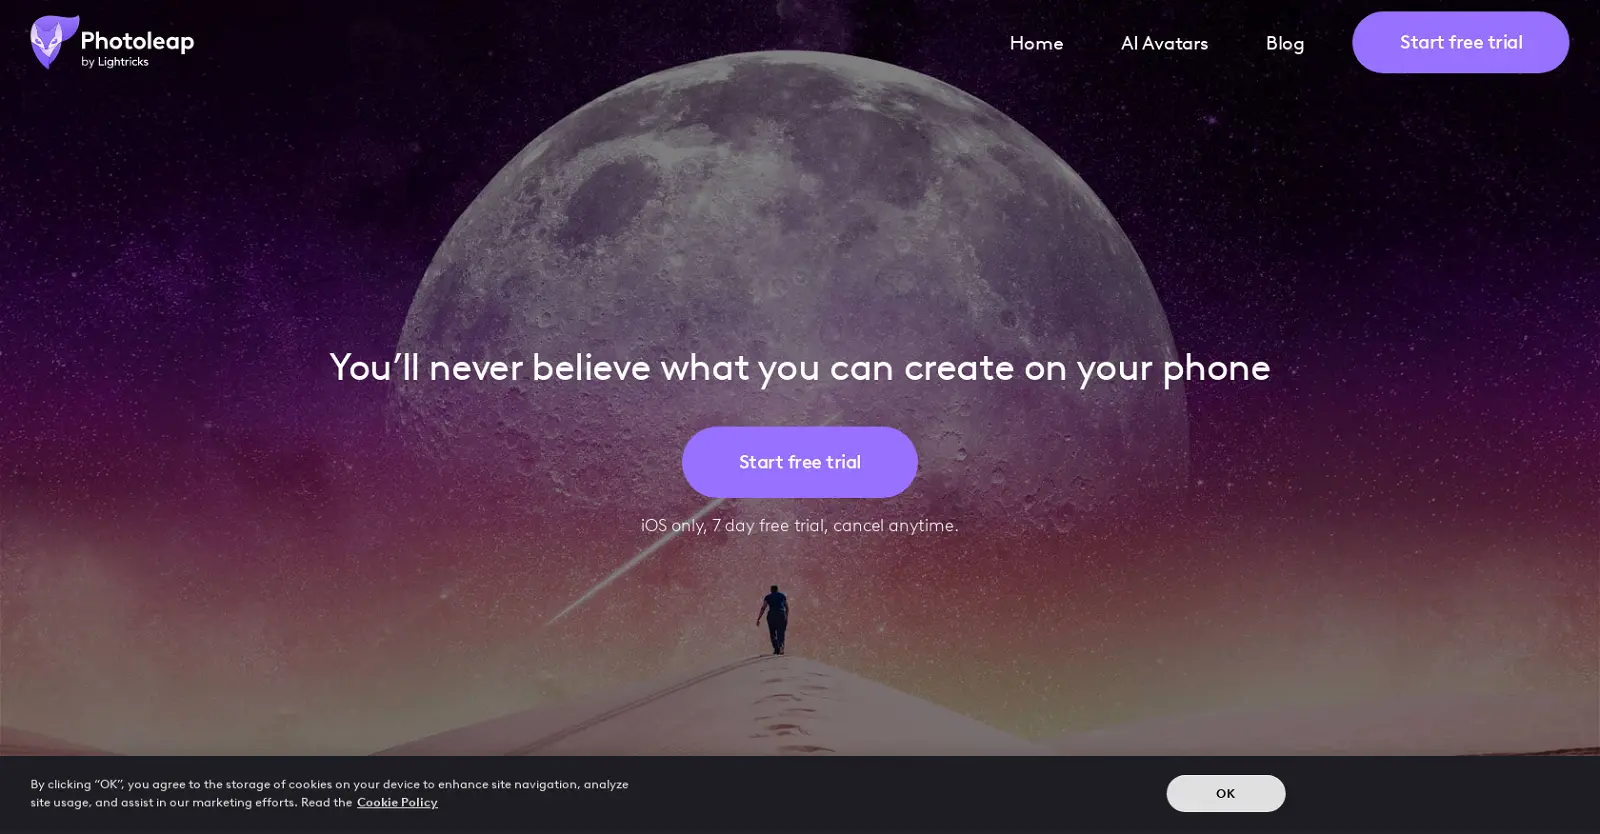 Photoleap
by Lightricks
Home
AI Avatars
Blog
Start free trial
You’ll never believe what you can create on your phone
Start free trial
iOS only, 7 day free trial, cancel anytime.
By clicking “OK”, you agree to the storage of cookies on your device to enhance site navigation, analyze
site usage, and assist in our marketing efforts. Read the Cookie Policy
OK